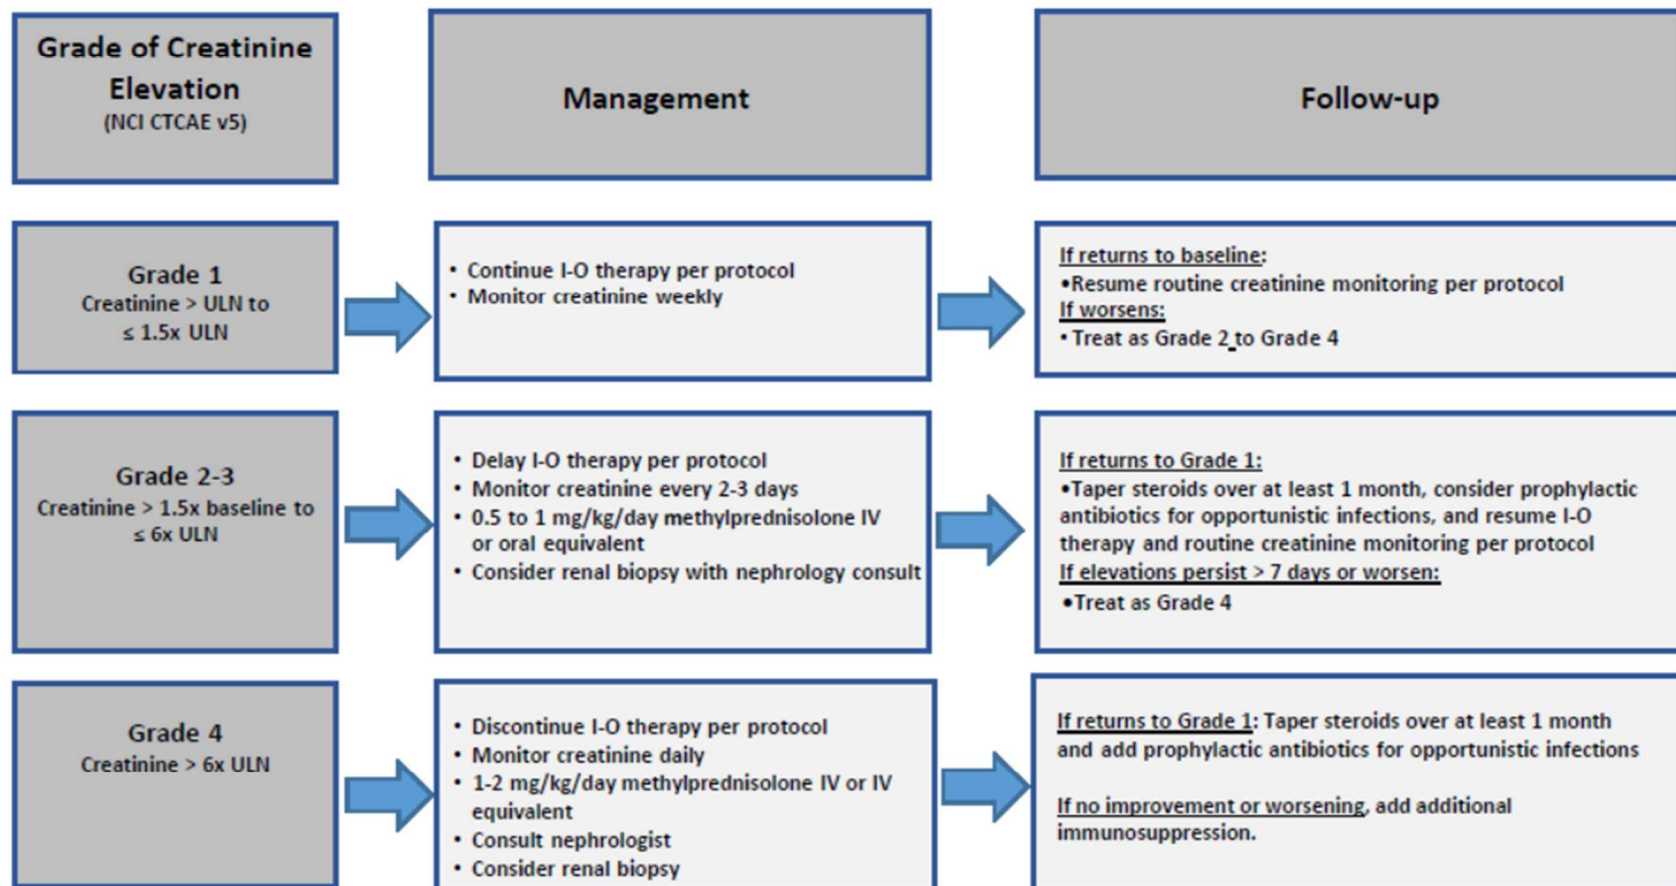 Grade of Creatinine
Elevation
(NCI CTCAE v5)
Management
Follow-up
Grade 1
Creatinine > ULN to
≤ 1.5x ULN
• Continue I-O therapy per protocol
• Monitor creatinine weekly
If returns to baseline:
•Resume routine creatinine monitoring per protocol
If worsens:
• Treat as Grade 2 to Grade 4
Grade 2-3
Creatinine > 1.5x baseline to
≤ 6x ULN
• Delay I-O therapy per protocol
• Monitor creatinine every 2-3 days
• 0.5 to 1 mg/kg/day methylprednisolone IV
or oral equivalent
• Consider renal biopsy with nephrology consult
If returns to Grade 1:
•Taper steroids over at least 1 month, consider prophylactic
antibiotics for opportunistic infections, and resume I-O
therapy and routine creatinine monitoring per protocol
If elevations persist > 7 days or worsen:
•Treat as Grade 4
Grade 4
Creatinine > 6x ULN
• Discontinue I-O therapy per protocol
• Monitor creatinine daily
• 1-2 mg/kg/day methylprednisolone IV or IV
equivalent
• Consult nephrologist
• Consider renal biopsy
If returns to Grade 1: Taper steroids over at least 1 month
and add prophylactic antibiotics for opportunistic infections
If no improvement or worsening, add additional
immunosuppression.